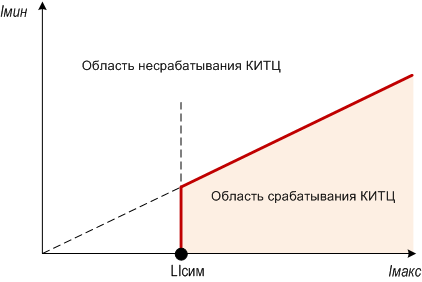 Iмин
Область несрабатывания КИТЦ
Область срабатывания КИТЦ
LIсим
Iмакс